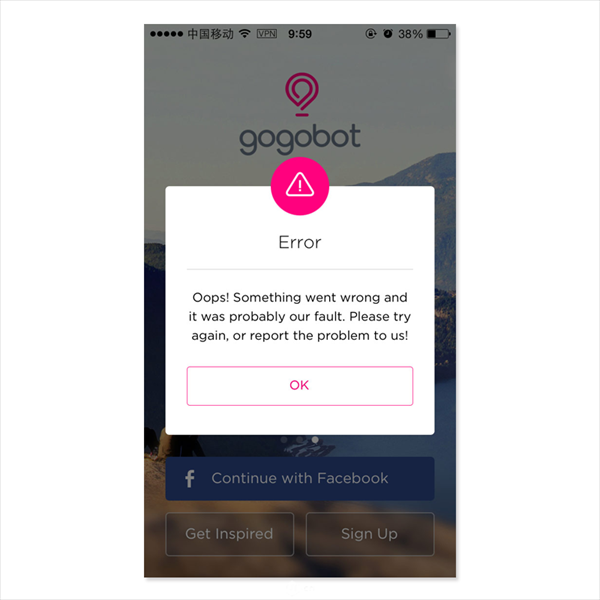 中国移动 VPN 9:59 38%
gogobot
Error
Oops! Something went wrong and
it was probably our fault. Please try
again, or report the problem to us!
OK
f Continue with Facebook
Get Inspired Sign Up